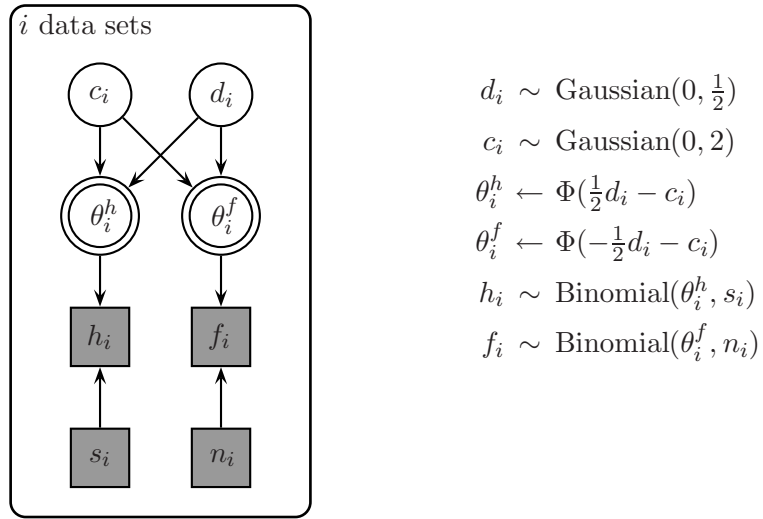 i data sets
c_i d_i
θ_i^h θ_i^f
h_i f_i
s_i n_i
d_i ∼ Gaussian(0, 1/2)
c_i ∼ Gaussian(0, 2)
θ_i^h ← Φ(1/2 d_i − c_i)
θ_i^f ← Φ(−1/2 d_i − c_i)
h_i ∼ Binomial(θ_i^h, s_i)
f_i ∼ Binomial(θ_i^f, n_i)